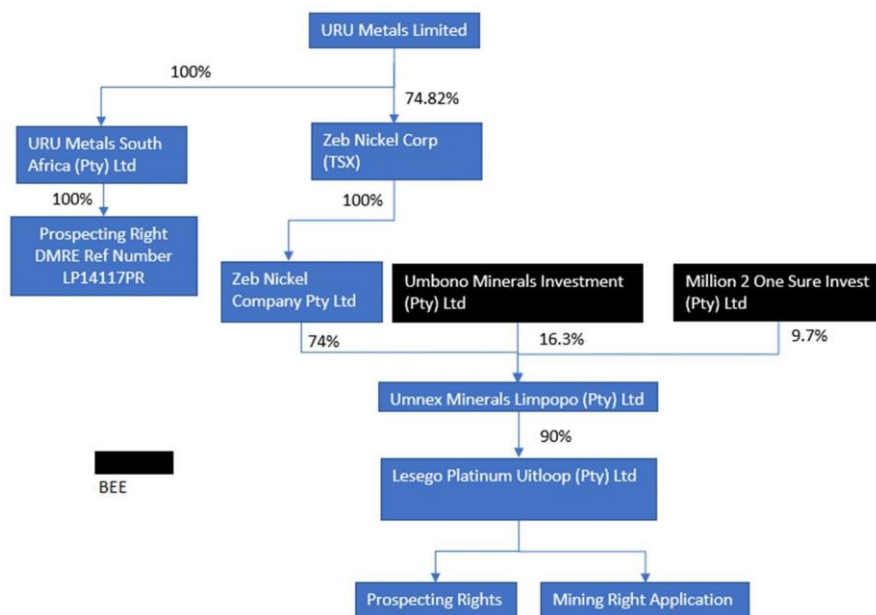 URU Metals Limited
100%
74.82%
URU Metals South
Africa (Pty) Ltd
Zeb Nickel Corp
(TSX)
100%
100%
Prospecting Right
DMRE Ref Number
LP14117PR
Zeb Nickel
Company Pty Ltd
Umbono Minerals Investment
(Pty) Ltd
Million 2 One Sure Invest
(Pty) Ltd
74%
16.3%
9.7%
Umnex Minerals Limpopo (Pty) Ltd
90%
Lesego Platinum Uitloop (Pty) Ltd
BEE
Prospecting Rights
Mining Right Application